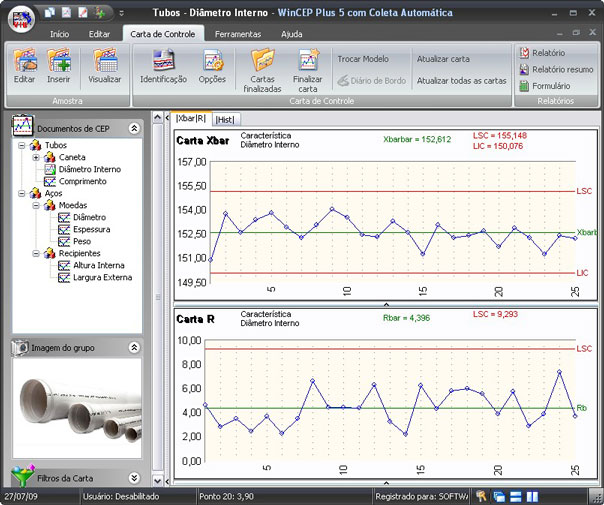 Tubos - Diâmetro Interno - WinCEP Plus 5 com Coleta Automática
Início Editar Carta de Controle Ferramentas Ajuda
Editar Inserir Visualizar
Amostra
Identificação Opções Cartas finalizadas Finalizar carta
Trocar Modelo Atualizar carta
Diário de Bordo Atualizar todas as cartas
Carta de Controle
Relatório
Relatório resumo
Formulário
Relatórios
Documentos de CEP
Tubos
Caneta
Diâmetro Interno
Comprimento
Aços
Moedas
Diâmetro
Espessura
Peso
Recipientes
Altura Interna
Largura Externa
Imagem do grupo
Filtros da Carta
|Xbar|R| |Hist|
Carta Xbar
Característica
Diâmetro Interno
Xbarbar = 152,612
LSC = 155,148
LIC = 150,076
157,00
155,50
154,00
152,50
151,00
149,50
LSC
Xbarb
LIC
5 10 15 20 25
Carta R
Característica
Diâmetro Interno
Rbar = 4,396
LSC = 9,293
10,00
8,00
6,00
4,00
2,00
0,00
LSC
Rb
5 10 15 20 25
27/07/09 Usuário: Desabilitado Ponto 20: 3,90 Registrado para: SOFTWA